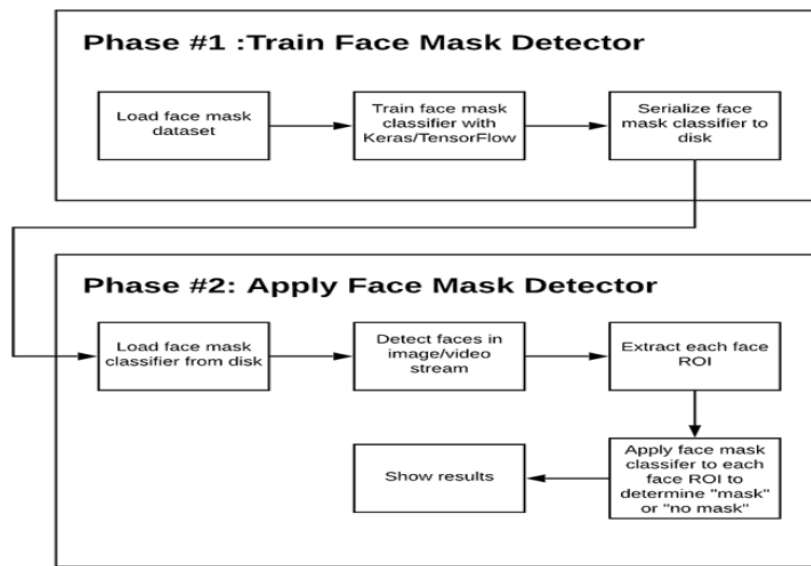 Phase #1 :Train Face Mask Detector
Load face mask
dataset
Train face mask
classifier with
Keras/TensorFlow
Serialize face
mask classifier to
disk
Phase #2: Apply Face Mask Detector
Load face mask
classifier from disk
Detect faces in
image/video
stream
Extract each face
ROI
Apply face mask
classifer to each
face ROI to
determine "mask"
or "no mask"
Show results